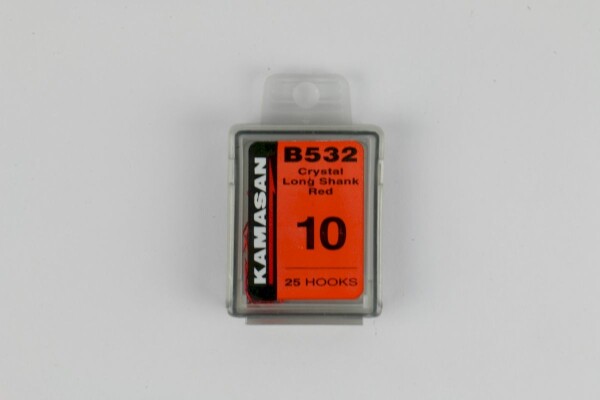 KAMASAN
B532
Crystal
Long Shank
Red
10
25 HOOKS